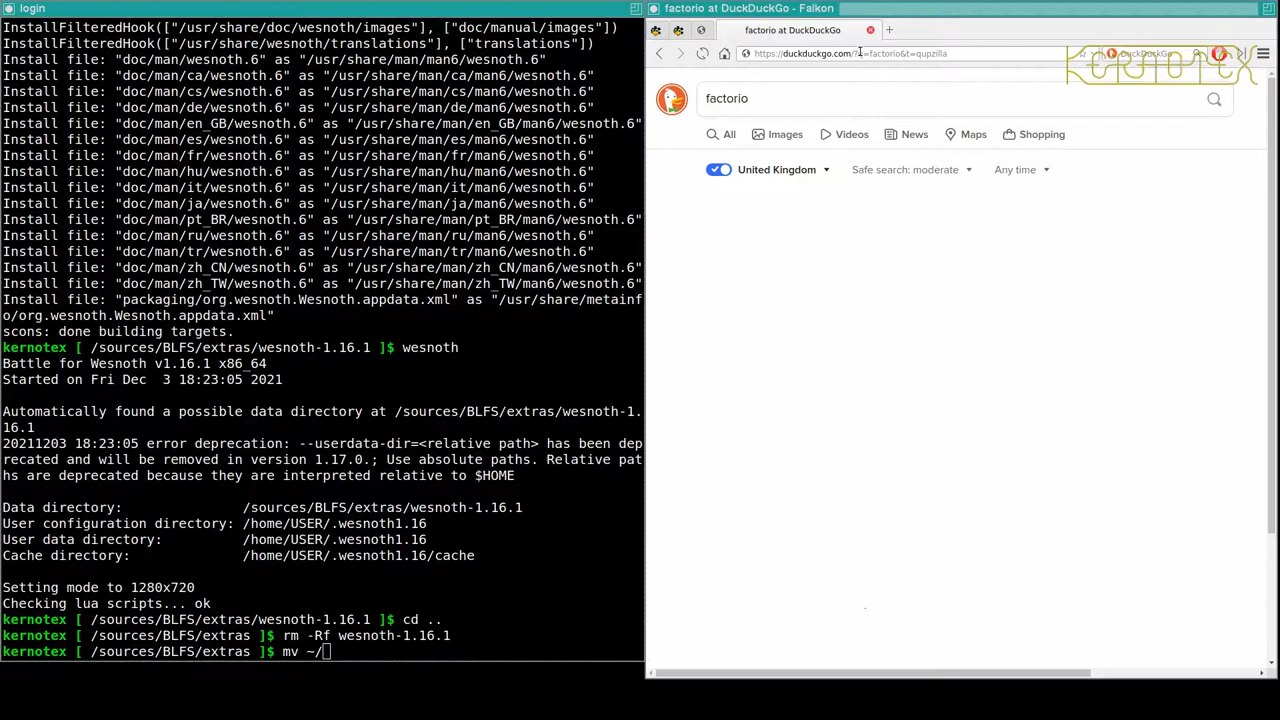 login
InstallFilteredHook(["/usr/share/doc/wesnoth/images"], ["doc/manual/images"])
InstallFilteredHook(["/usr/share/wesnoth/translations"], ["translations"])
Install file: "doc/man/wesnoth.6" as "/usr/share/man/man6/wesnoth.6"
Install file: "doc/man/ca/wesnoth.6" as "/usr/share/man/ca/man6/wesnoth.6"
Install file: "doc/man/cs/wesnoth.6" as "/usr/share/man/cs/man6/wesnoth.6"
Install file: "doc/man/de/wesnoth.6" as "/usr/share/man/de/man6/wesnoth.6"
Install file: "doc/man/en_GB/wesnoth.6" as "/usr/share/man/en_GB/man6/wesnoth.6"
Install file: "doc/man/es/wesnoth.6" as "/usr/share/man/es/man6/wesnoth.6"
Install file: "doc/man/fr/wesnoth.6" as "/usr/share/man/fr/man6/wesnoth.6"
Install file: "doc/man/hu/wesnoth.6" as "/usr/share/man/hu/man6/wesnoth.6"
Install file: "doc/man/it/wesnoth.6" as "/usr/share/man/it/man6/wesnoth.6"
Install file: "doc/man/ja/wesnoth.6" as "/usr/share/man/ja/man6/wesnoth.6"
Install file: "doc/man/pt_BR/wesnoth.6" as "/usr/share/man/pt_BR/man6/wesnoth.6"
Install file: "doc/man/ru/wesnoth.6" as "/usr/share/man/ru/man6/wesnoth.6"
Install file: "doc/man/tr/wesnoth.6" as "/usr/share/man/tr/man6/wesnoth.6"
Install file: "doc/man/zh_CN/wesnoth.6" as "/usr/share/man/zh_CN/man6/wesnoth.6"
Install file: "doc/man/zh_TW/wesnoth.6" as "/usr/share/man/zh_TW/man6/wesnoth.6"
Install file: "packaging/org.wesnoth.Wesnoth.appdata.xml" as "/usr/share/metainf
o/org.wesnoth.Wesnoth.appdata.xml"
scons: done building targets.
kernotex [ /sources/BLFS/extras/wesnoth-1.16.1 ]$ wesnoth
Battle for Wesnoth v1.16.1 x86_64
Started on Fri Dec  3 18:23:05 2021
Automatically found a possible data directory at /sources/BLFS/extras/wesnoth-1.
16.1
20211203 18:23:05 error deprecation: --userdata-dir=<relative path> has been dep
recated and will be removed in version 1.17.0.; Use absolute paths. Relative pat
hs are deprecated because they are interpreted relative to $HOME
Data directory: /sources/BLFS/extras/wesnoth-1.16.1
User configuration directory: /home/USER/.wesnoth1.16
User data directory: /home/USER/.wesnoth1.16
Cache directory: /home/USER/.wesnoth1.16/cache
Setting mode to 1280x720
Checking lua scripts... ok
kernotex [ /sources/BLFS/extras/wesnoth-1.16.1 ]$ cd ..
kernotex [ /sources/BLFS/extras ]$ rm -Rf wesnoth-1.16.1
kernotex [ /sources/BLFS/extras ]$ mv ~/
factorio at DuckDuckGo - Falkon
factorio at DuckDuckGo
https://duckduckgo.com/?q=factorio&t=qupzilla
DuckDuckGo
kernotex
factorio
All Images Videos News Maps Shopping
United Kingdom Safe search: moderate Any time